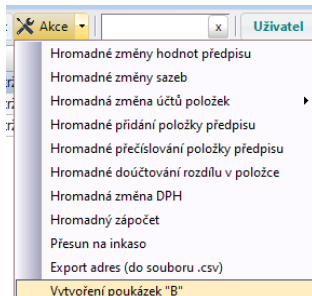 Akce x Uživatel
Hromadné změny hodnot předpisu
Hromadné změny sazeb
Hromadná změna účtů položek
Hromadné přidání položky předpisu
Hromadné přečíslování položky předpisu
Hromadné doúčtování rozdílu v položce
Hromadná změna DPH
Hromadný zápočet
Přesun na inkaso
Export adres (do souboru .csv)
Vytvoření poukázek "B"